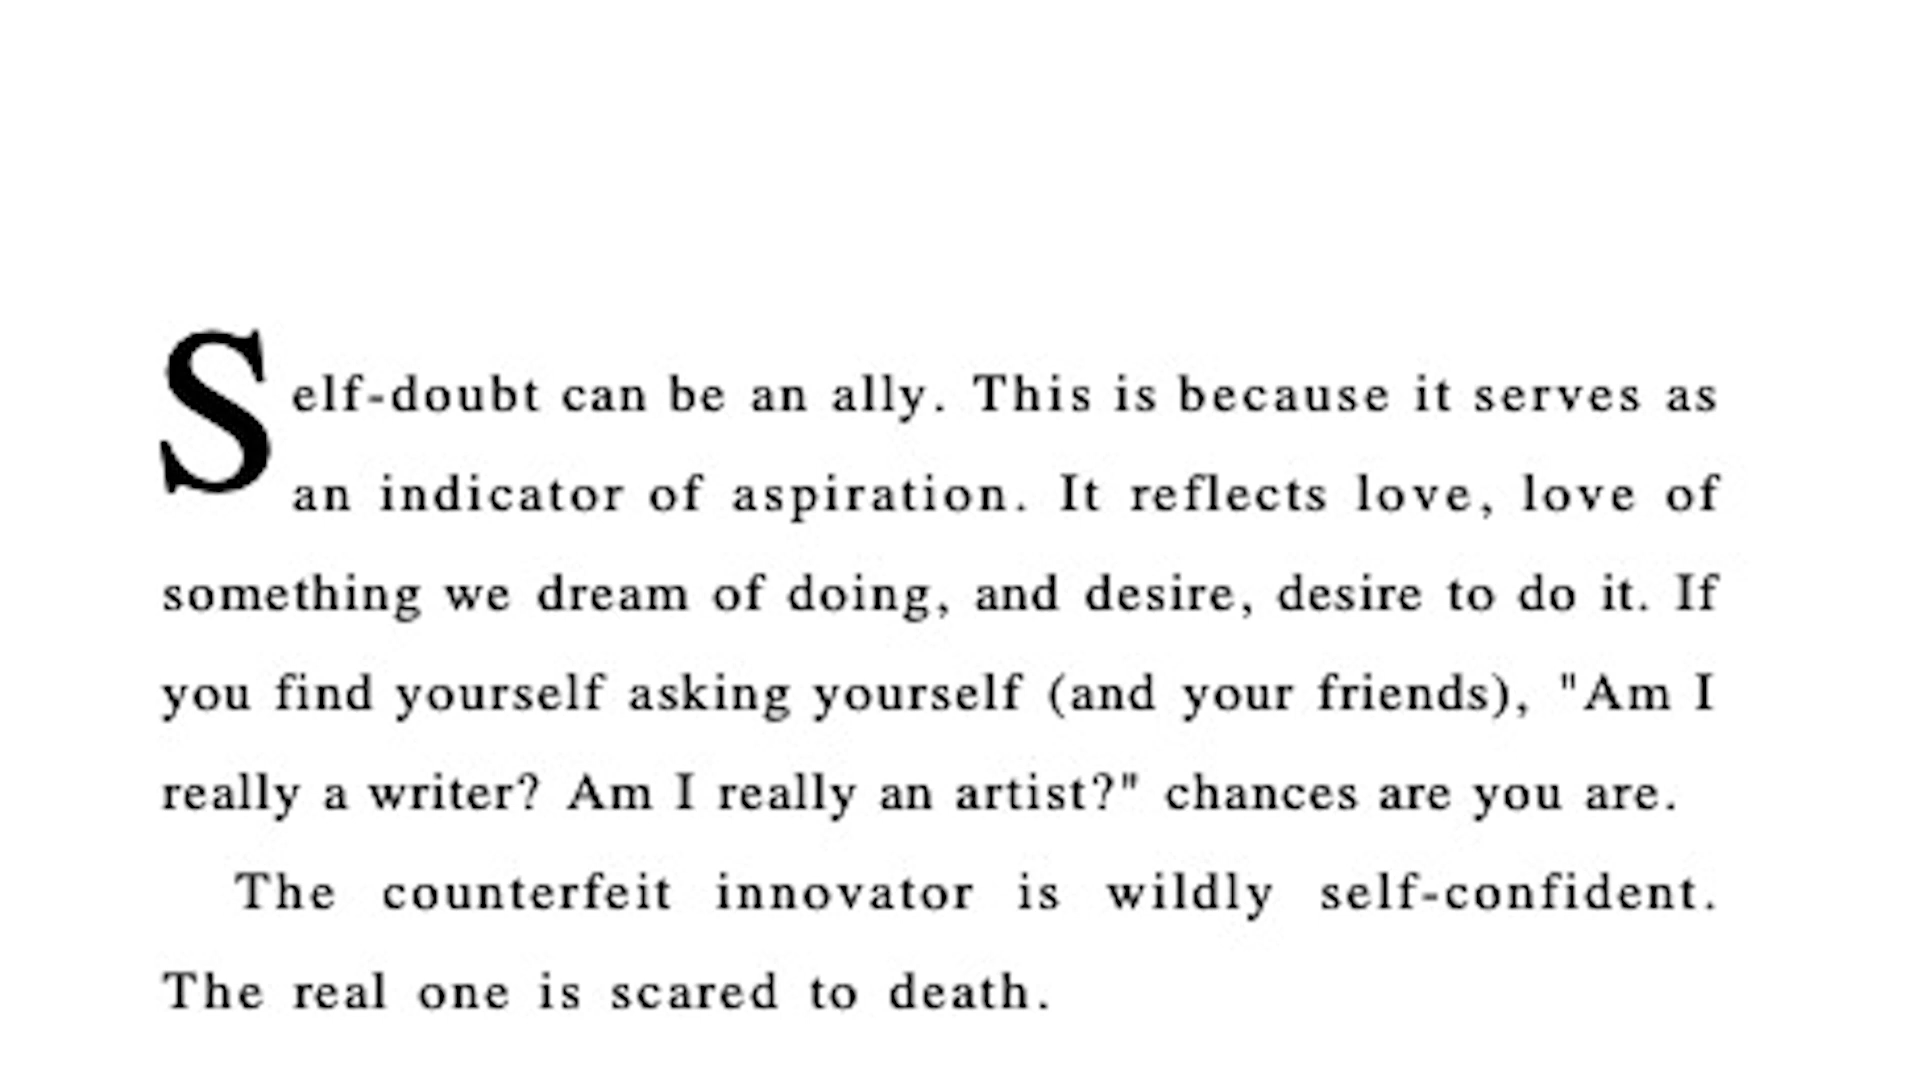 Self-doubt can be an ally. This is because it serves as
an indicator of aspiration. It reflects love, love of
something we dream of doing, and desire, desire to do it. If
you find yourself asking yourself (and your friends), "Am I
really a writer? Am I really an artist?" chances are you are.
The counterfeit innovator is wildly self-confident.
The real one is scared to death.